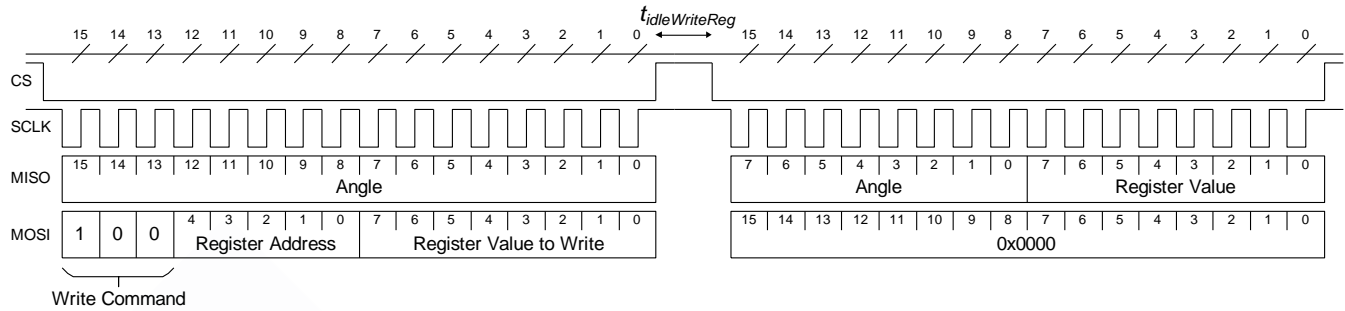 t_idleWriteReg
15 14 13 12 11 10 9 8 7 6 5 4 3 2 1 0 15 14 13 12 11 10 9 8 7 6 5 4 3 2 1 0
CS
SCLK
15 14 13 12 11 10 9 8 7 6 5 4 3 2 1 0 7 6 5 4 3 2 1 0 7 6 5 4 3 2 1 0
MISO Angle Angle Register Value
4 3 2 1 0 7 6 5 4 3 2 1 0 15 14 13 12 11 10 9 8 7 6 5 4 3 2 1 0
MOSI 1 0 0 Register Address Register Value to Write 0x0000
Write Command